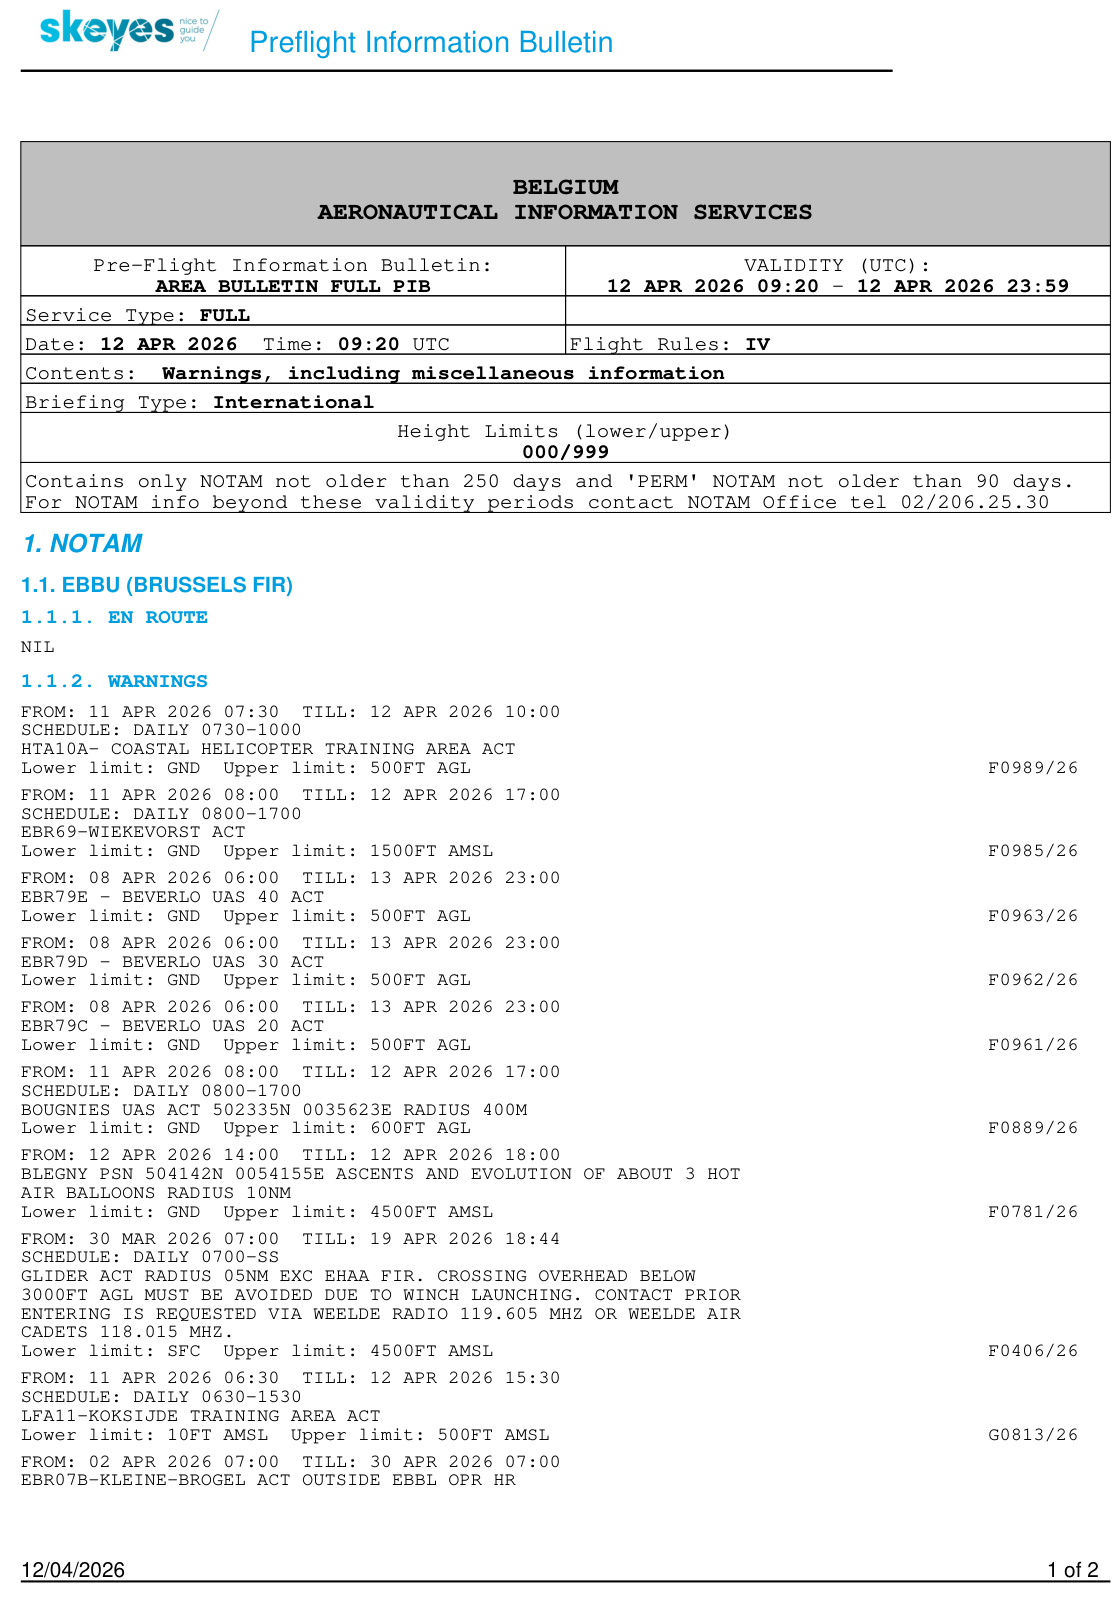 skeyes nice to guide you
Preflight Information Bulletin
BELGIUM
AERONAUTICAL INFORMATION SERVICES
Pre-Flight Information Bulletin:
AREA BULLETIN FULL PIB
VALIDITY (UTC):
12 APR 2026 09:20 - 12 APR 2026 23:59
Service Type: FULL
Date: 12 APR 2026  Time: 09:20 UTC
Flight Rules: IV
Contents:  Warnings, including miscellaneous information
Briefing Type: International
Height Limits (lower/upper)
000/999
Contains only NOTAM not older than 250 days and 'PERM' NOTAM not older than 90 days.
For NOTAM info beyond these validity periods contact NOTAM Office tel 02/206.25.30
1. NOTAM
1.1. EBBU (BRUSSELS FIR)
1.1.1. EN ROUTE
NIL
1.1.2. WARNINGS
FROM: 11 APR 2026 07:30  TILL: 12 APR 2026 10:00
SCHEDULE: DAILY 0730-1000
HTA10A- COASTAL HELICOPTER TRAINING AREA ACT
Lower limit: GND  Upper limit: 500FT AGL F0989/26
FROM: 11 APR 2026 08:00  TILL: 12 APR 2026 17:00
SCHEDULE: DAILY 0800-1700
EBR69-WIEKEVORST ACT
Lower limit: GND  Upper limit: 1500FT AMSL F0985/26
FROM: 08 APR 2026 06:00  TILL: 13 APR 2026 23:00
EBR79E - BEVERLO UAS 40 ACT
Lower limit: GND  Upper limit: 500FT AGL F0963/26
FROM: 08 APR 2026 06:00  TILL: 13 APR 2026 23:00
EBR79D - BEVERLO UAS 30 ACT
Lower limit: GND  Upper limit: 500FT AGL F0962/26
FROM: 08 APR 2026 06:00  TILL: 13 APR 2026 23:00
EBR79C - BEVERLO UAS 20 ACT
Lower limit: GND  Upper limit: 500FT AGL F0961/26
FROM: 11 APR 2026 08:00  TILL: 12 APR 2026 17:00
SCHEDULE: DAILY 0800-1700
BOUGNIES UAS ACT 502335N 0035623E RADIUS 400M
Lower limit: GND  Upper limit: 600FT AGL F0889/26
FROM: 12 APR 2026 14:00  TILL: 12 APR 2026 18:00
BLEGNY PSN 504142N 0054155E ASCENTS AND EVOLUTION OF ABOUT 3 HOT
AIR BALLOONS RADIUS 10NM
Lower limit: GND  Upper limit: 4500FT AMSL F0781/26
FROM: 30 MAR 2026 07:00  TILL: 19 APR 2026 18:44
SCHEDULE: DAILY 0700-SS
GLIDER ACT RADIUS 05NM EXC EHAA FIR. CROSSING OVERHEAD BELOW
3000FT AGL MUST BE AVOIDED DUE TO WINCH LAUNCHING. CONTACT PRIOR
ENTERING IS REQUESTED VIA WEELDE RADIO 119.605 MHZ OR WEELDE AIR
CADETS 118.015 MHZ.
Lower limit: SFC  Upper limit: 4500FT AMSL F0406/26
FROM: 11 APR 2026 06:30  TILL: 12 APR 2026 15:30
SCHEDULE: DAILY 0630-1530
LFA11-KOKSIJDE TRAINING AREA ACT
Lower limit: 10FT AMSL  Upper limit: 500FT AMSL G0813/26
FROM: 02 APR 2026 07:00  TILL: 30 APR 2026 07:00
EBR07B-KLEINE-BROGEL ACT OUTSIDE EBBL OPR HR
12/04/2026 1 of 2